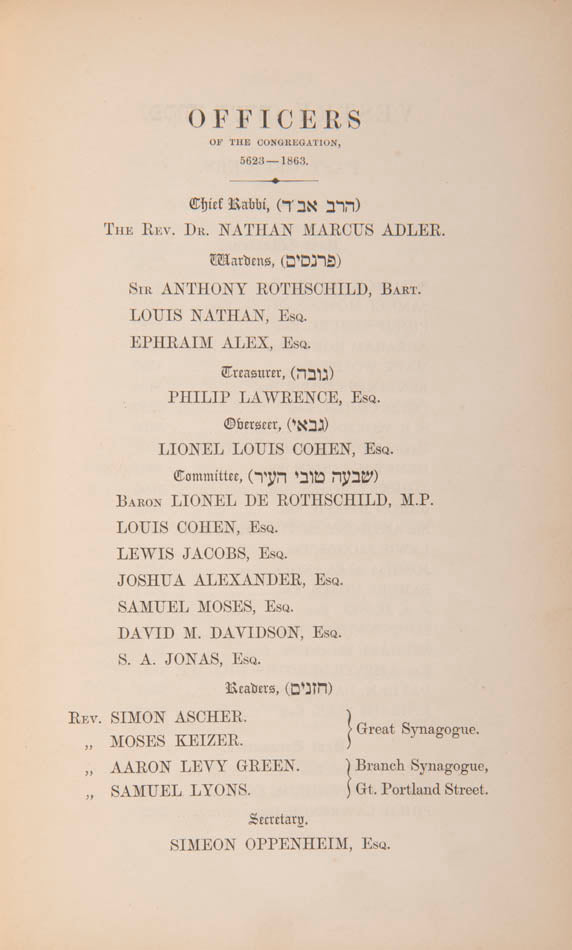 OFFICERS
OF THE CONGREGATION,
5623—1863.
Chief Rabbi, (הרב אב״ד)
THE REV. DR. NATHAN MARCUS ADLER.
Wardens, (פרנסים)
SIR ANTHONY ROTHSCHILD, BART.
LOUIS NATHAN, ESQ.
EPHRAIM ALEX, ESQ.
Treasurer, (גובה)
PHILIP LAWRENCE, ESQ.
Overseer, (גבאי)
LIONEL LOUIS COHEN, ESQ.
Committee, (שבעה טובי העיר)
BARON LIONEL DE ROTHSCHILD, M.P.
LOUIS COHEN, ESQ.
LEWIS JACOBS, ESQ.
JOSHUA ALEXANDER, ESQ.
SAMUEL MOSES, ESQ.
DAVID M. DAVIDSON, ESQ.
S. A. JONAS, ESQ.
Readers, (חזנים)
REV. SIMON ASCHER.
„ MOSES KEIZER.
Great Synagogue.
„ AARON LEVY GREEN.
„ SAMUEL LYONS.
Branch Synagogue,
Gt. Portland Street.
Secretary.
SIMEON OPPENHEIM, ESQ.